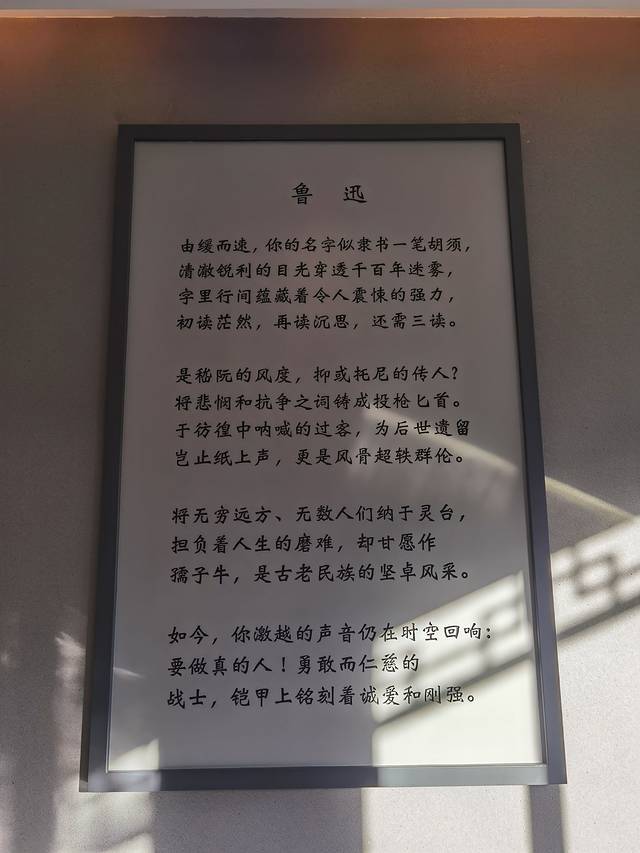 鲁 迅
由缓而速，你的名字似隶书一笔胡须，
清澈锐利的目光穿透千百年迷雾，
字里行间蕴藏着令人震悚的强力，
初读茫然，再读沉思，还需三读。
是嵇阮的风度，抑或托尼的传人？
将悲悯和抗争之词铸成投枪匕首。
于彷徨中呐喊的过客，为后世遗留
岂止纸上声，更是风骨超轶群伦。
将无穷远方、无数人们纳于灵台，
担负着人生的磨难，却甘愿作
孺子牛，是古老民族的坚卓风采。
如今，你激越的声音仍在时空回响：
要做真的人！勇敢而仁慈的
战士，铠甲上铭刻着诚爱和刚强。